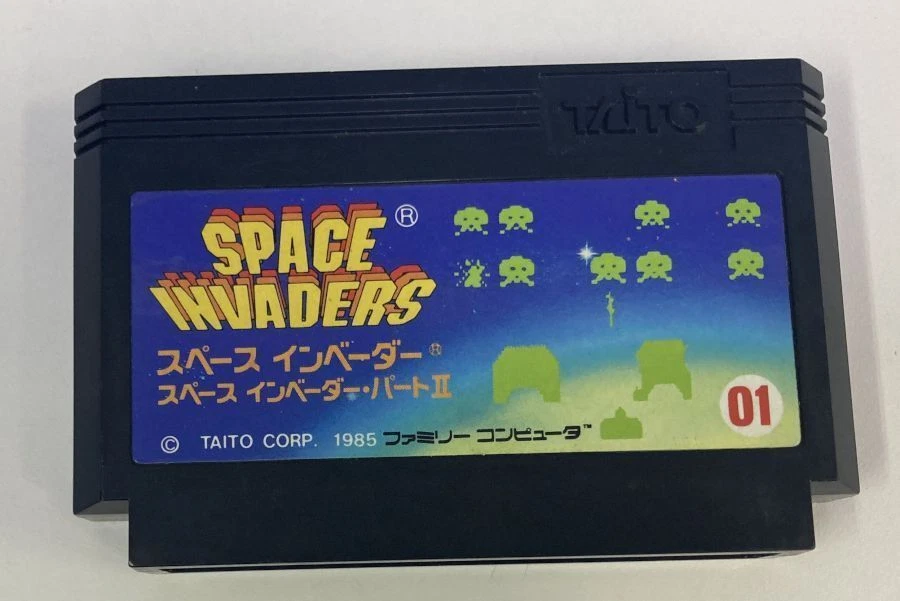 TAITO
SPACE ®
INVADERS
スペース インベーダー®
スペース インベーダー・パートⅡ
01
© TAITO CORP. 1985 ファミリー コンピュータ™